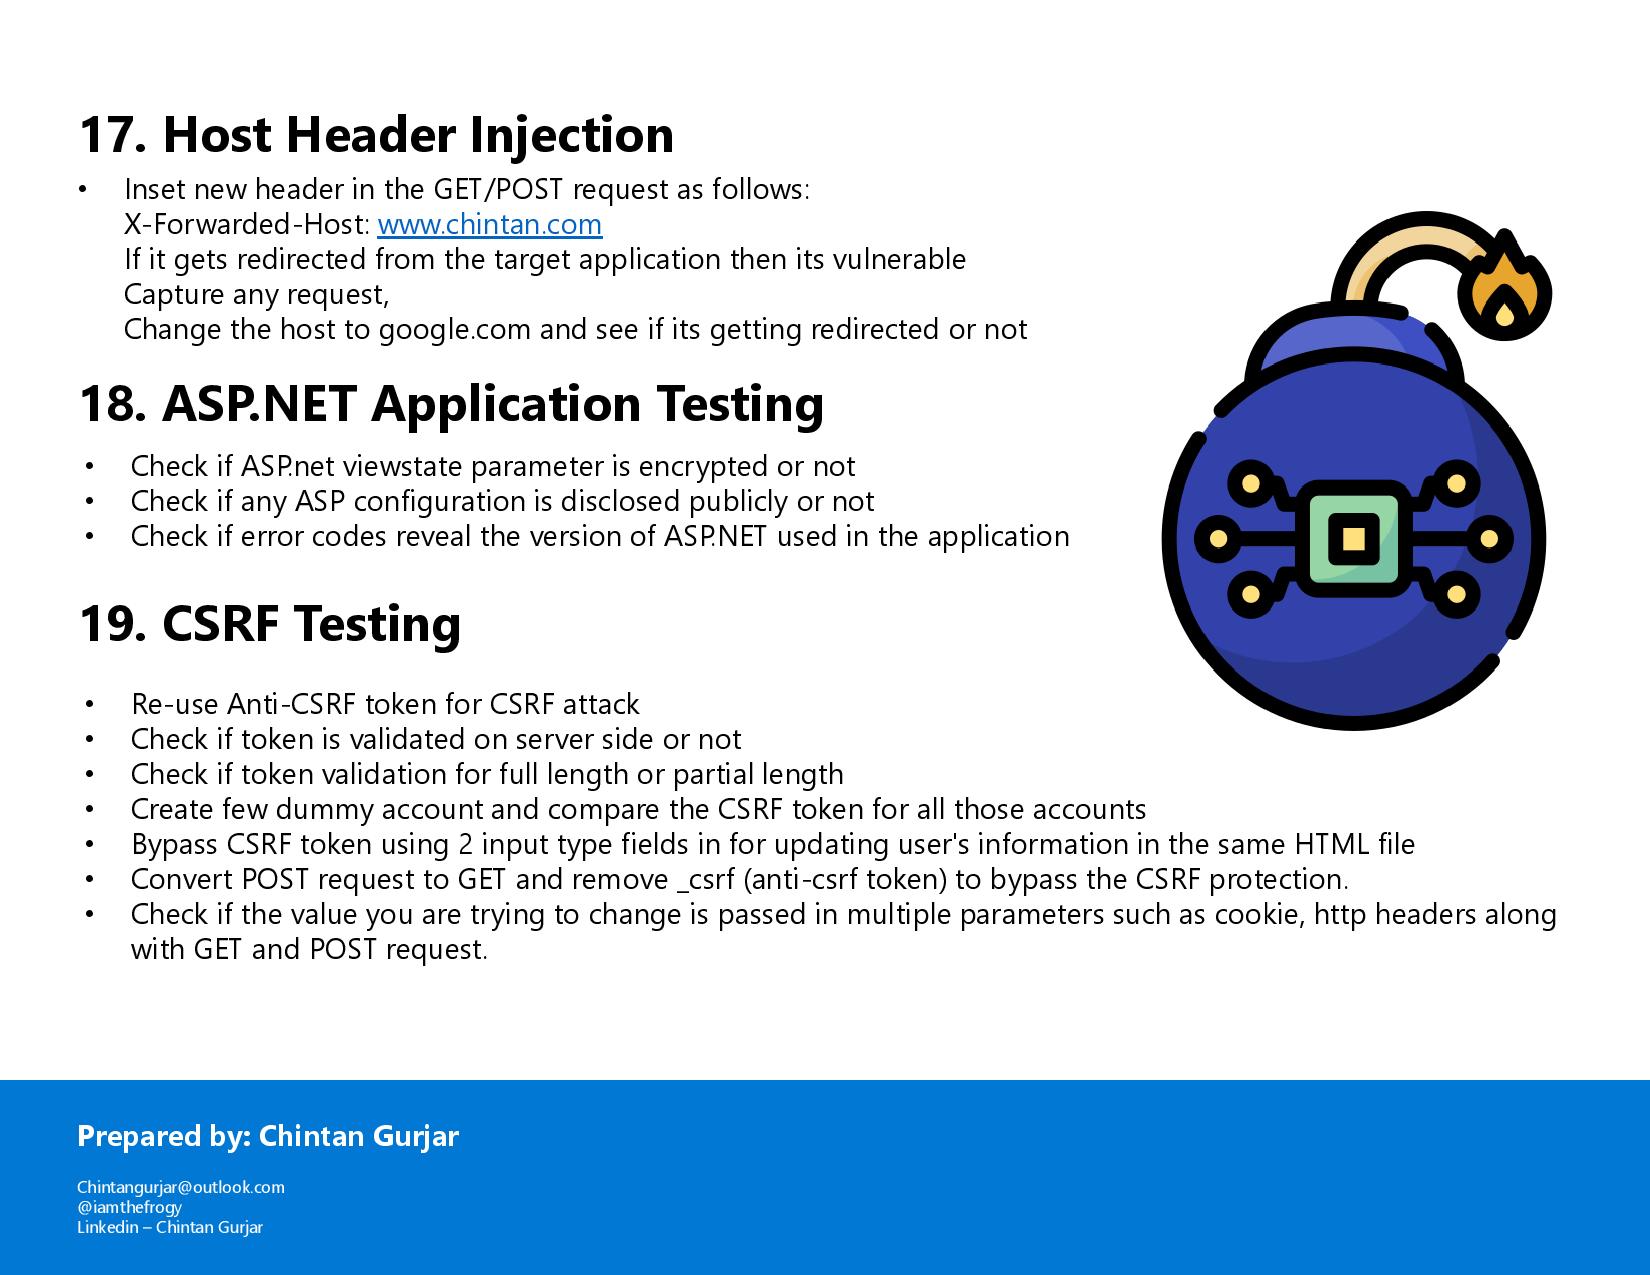 17. Host Header Injection
• Inset new header in the GET/POST request as follows:
X-Forwarded-Host: www.chintan.com
If it gets redirected from the target application then its vulnerable
Capture any request,
Change the host to google.com and see if its getting redirected or not
18. ASP.NET Application Testing
• Check if ASP.net viewstate parameter is encrypted or not
• Check if any ASP configuration is disclosed publicly or not
• Check if error codes reveal the version of ASP.NET used in the application
19. CSRF Testing
• Re-use Anti-CSRF token for CSRF attack
• Check if token is validated on server side or not
• Check if token validation for full length or partial length
• Create few dummy account and compare the CSRF token for all those accounts
• Bypass CSRF token using 2 input type fields in for updating user's information in the same HTML file
• Convert POST request to GET and remove _csrf (anti-csrf token) to bypass the CSRF protection.
• Check if the value you are trying to change is passed in multiple parameters such as cookie, http headers along
with GET and POST request.
Prepared by: Chintan Gurjar
Chintangurjar@outlook.com
@iamthefrogy
Linkedin – Chintan Gurjar